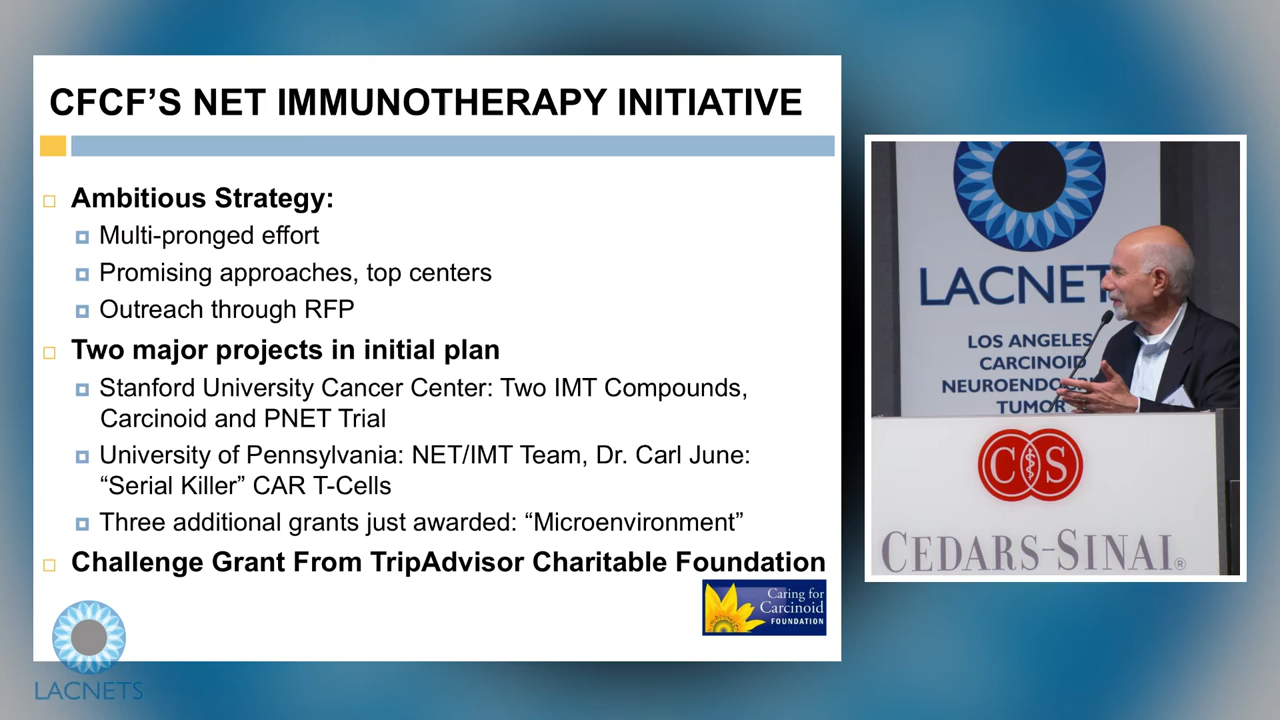 CFCF'S NET IMMUNOTHERAPY INITIATIVE
Ambitious Strategy:
Multi-pronged effort
Promising approaches, top centers
Outreach through RFP
Two major projects in initial plan
Stanford University Cancer Center: Two IMT Compounds,
Carcinoid and PNET Trial
University of Pennsylvania: NET/IMT Team, Dr. Carl June:
“Serial Killer” CAR T-Cells
Three additional grants just awarded: “Microenvironment”
Challenge Grant From TripAdvisor Charitable Foundation
Caring for
Carcinoid
FOUNDATION
LACNETS
LACNET
LOS ANGELES
CARCINOID
NEUROENDO
TUMOR
CS
CEDARS-SINAI®